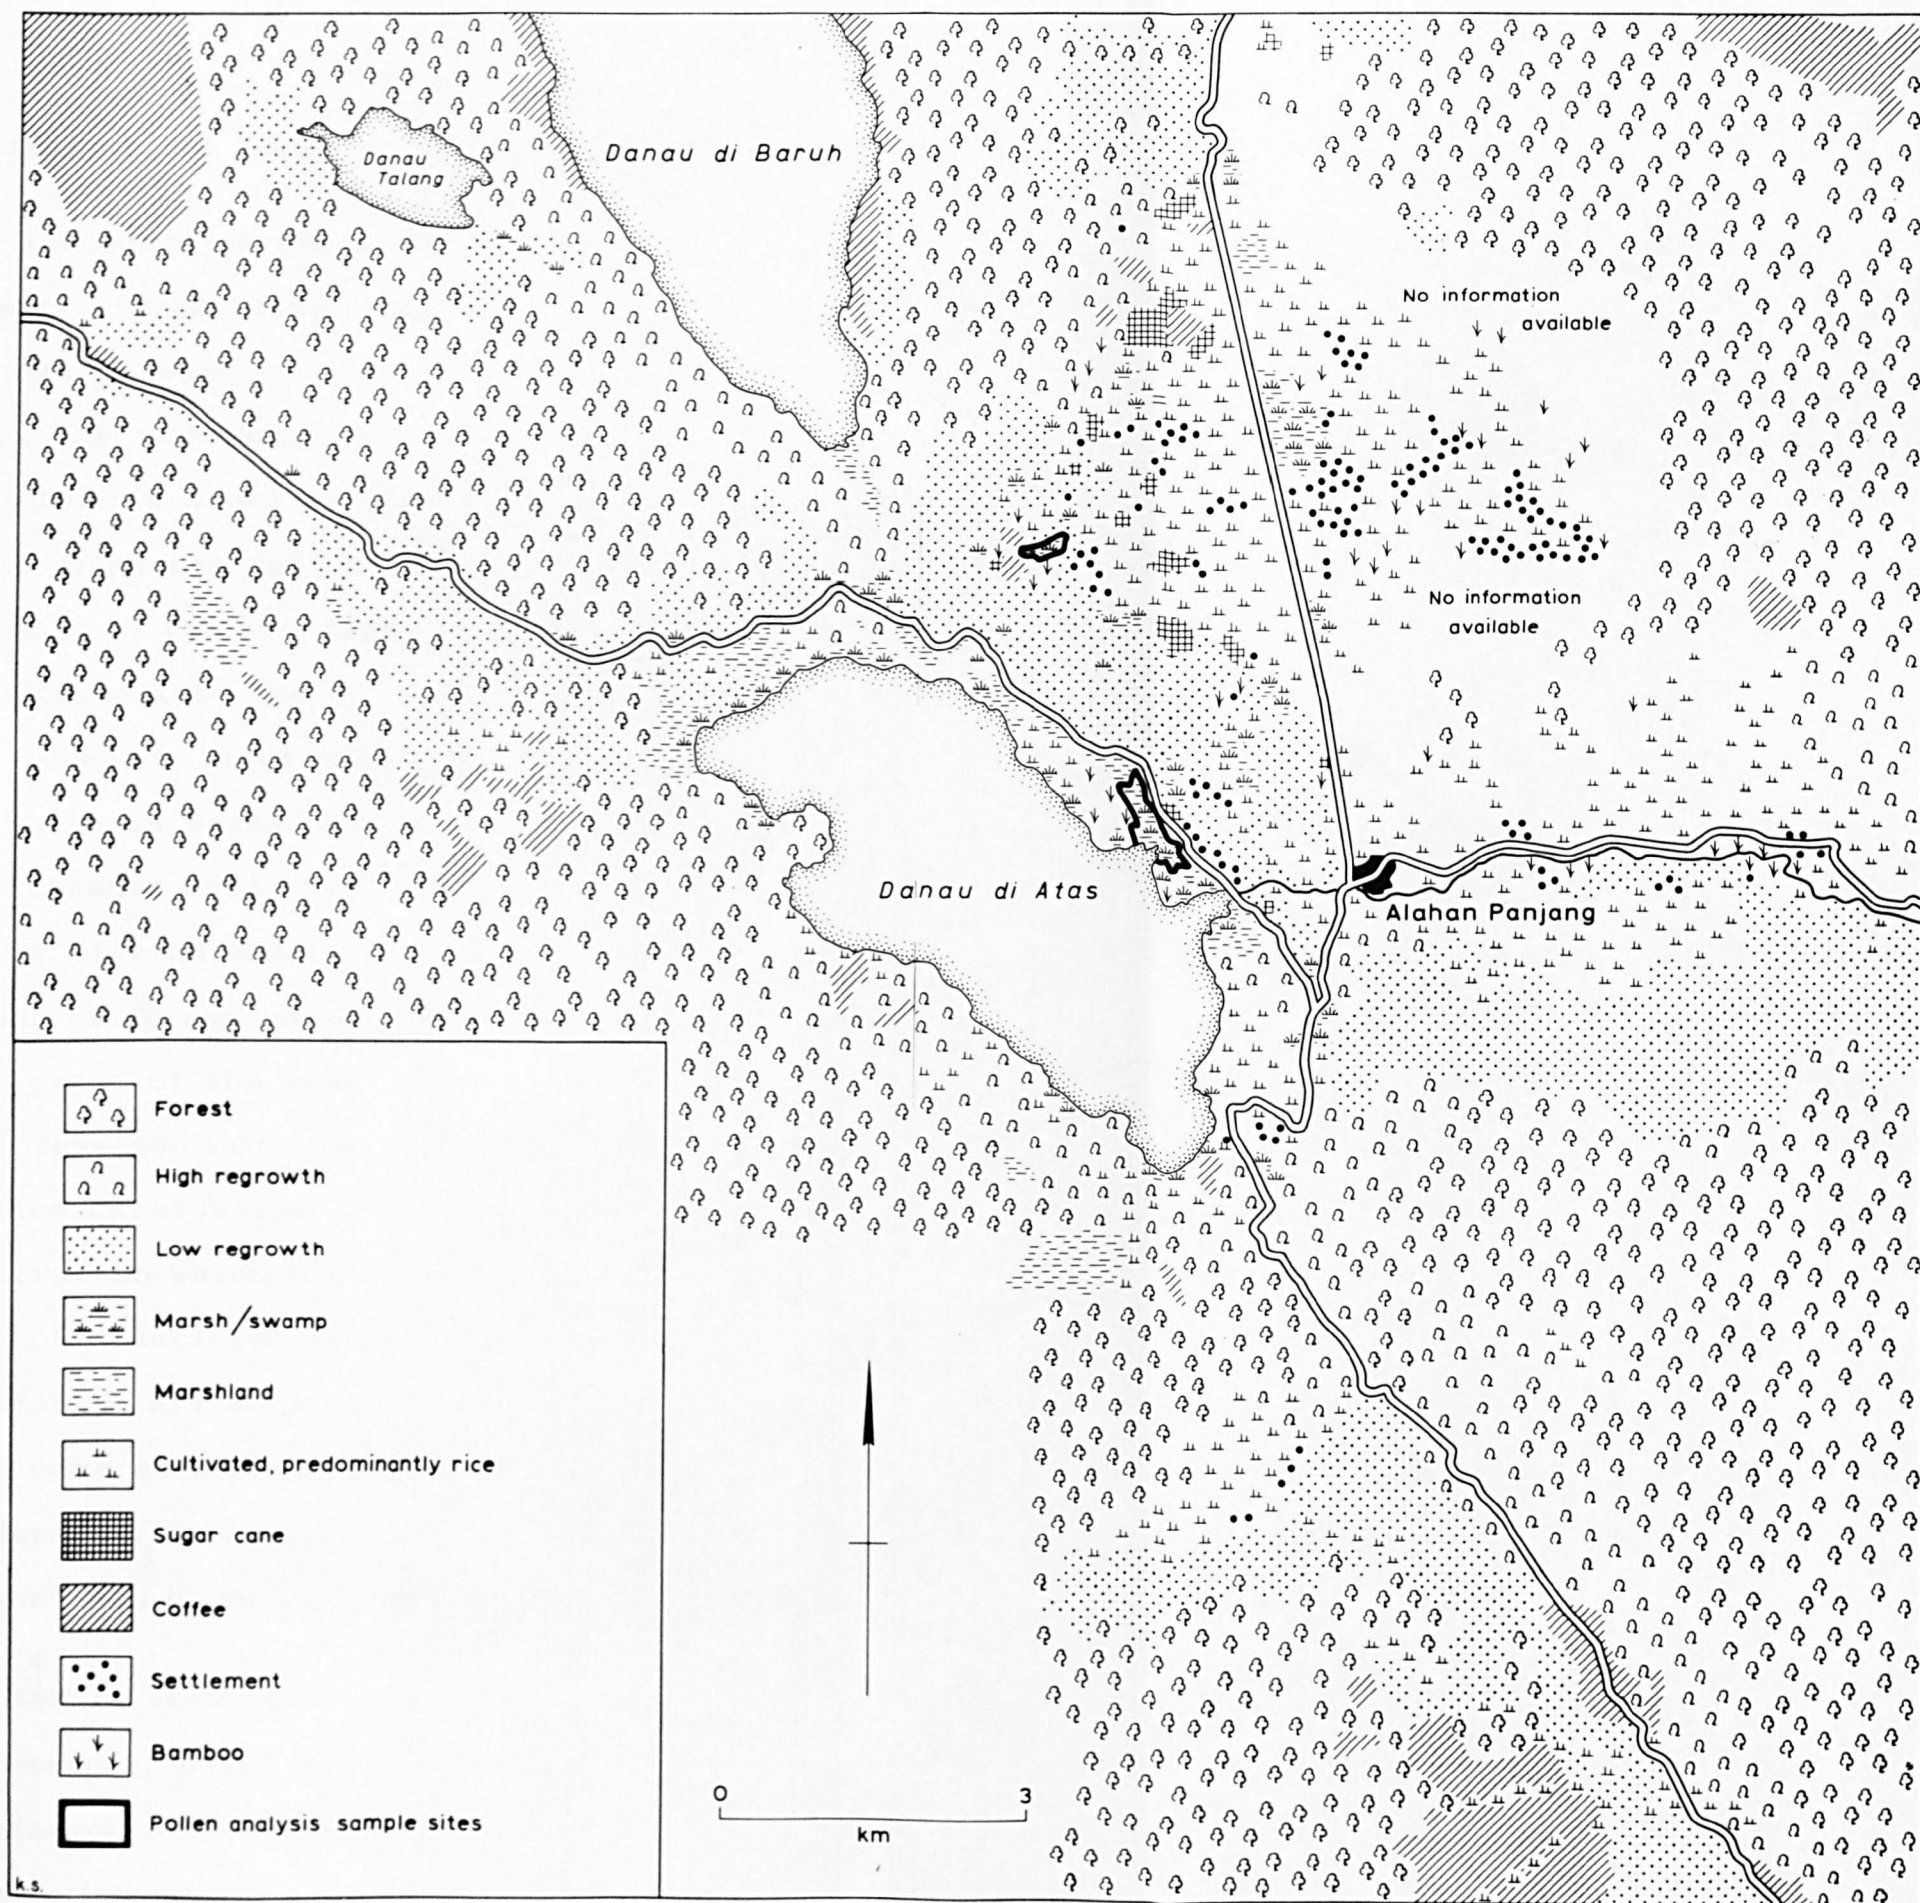 Danau di Baruh
Danau
Talang
No information
available
No information
available
Danau di Atas
Alahan Panjang
Forest
High regrowth
Low regrowth
Marsh/swamp
Marshland
Cultivated, predominantly rice
Sugar cane
Coffee
Settlement
Bamboo
Pollen analysis sample sites
0 3
km
k.s.